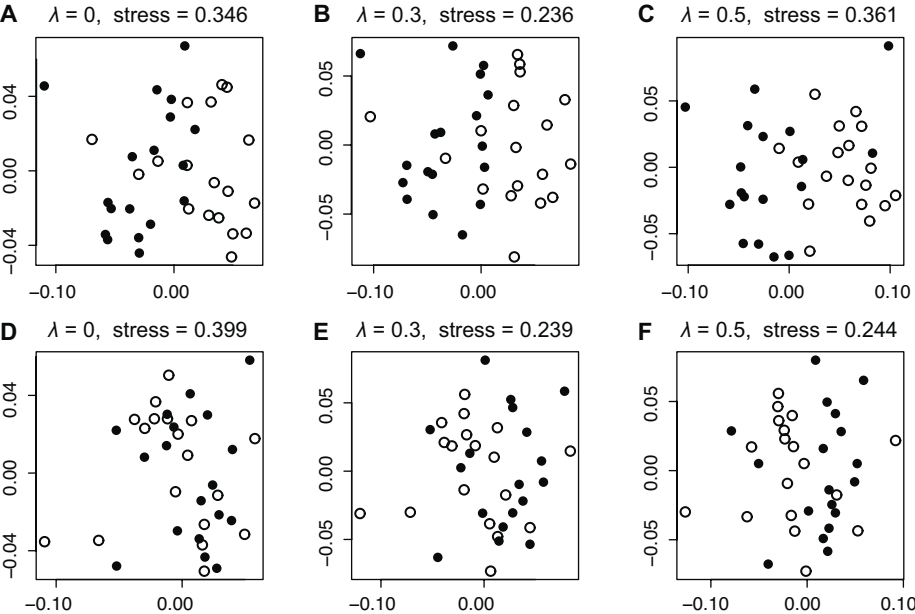 A λ = 0, stress = 0.346
B λ = 0.3, stress = 0.236
C λ = 0.5, stress = 0.361
0.04
0.00
−0.04
−0.10 0.00
0.05
0.00
−0.05
−0.10 0.00
0.05
0.00
−0.05
−0.10 0.00 0.10
D λ = 0, stress = 0.399
E λ = 0.3, stress = 0.239
F λ = 0.5, stress = 0.244
0.04
0.00
−0.04
−0.10 0.00
0.05
0.00
−0.05
−0.10 0.00
0.05
0.00
−0.05
−0.10 0.00 0.10